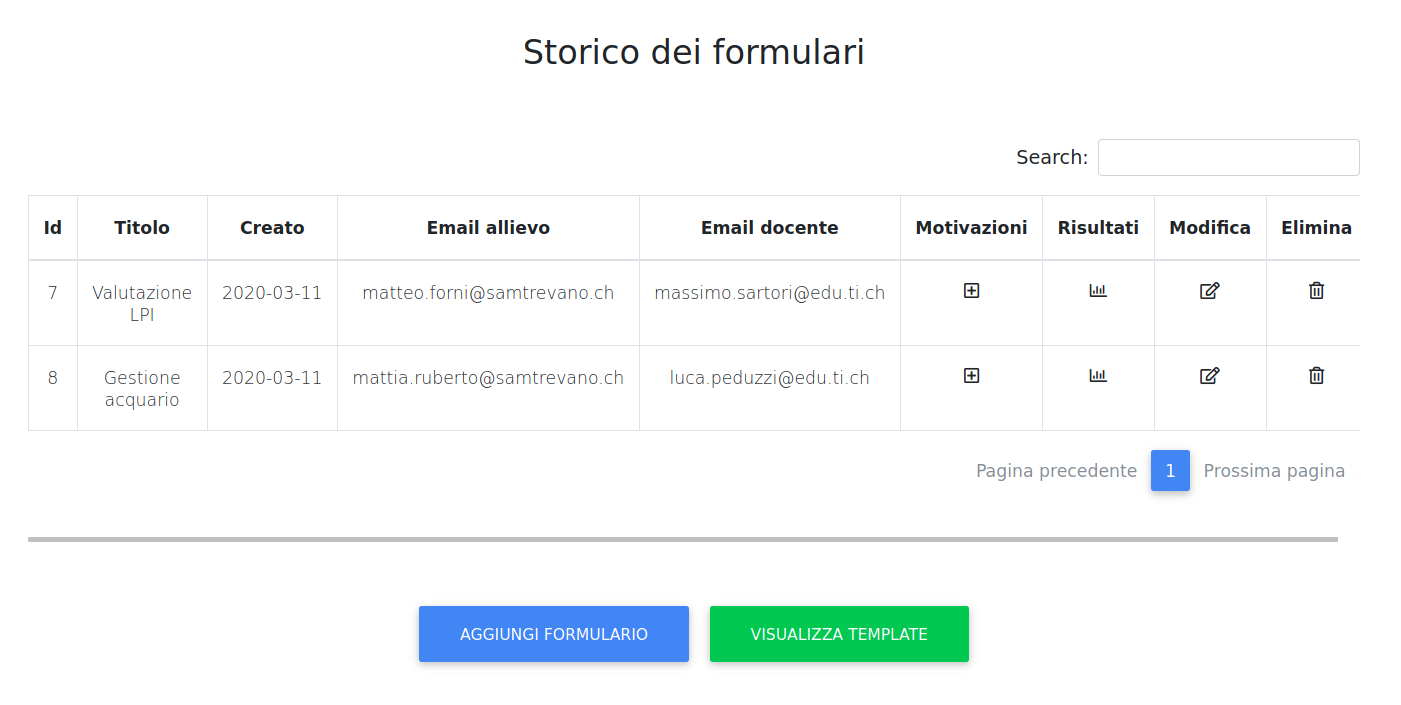 Storico dei formulari
Search:
Id Titolo Creato Email allievo Email docente Motivazioni Risultati Modifica Elimina
7 Valutazione 2020-03-11 matteo.forni@samtrevano.ch massimo.sartori@edu.ti.ch
LPI
8 Gestione 2020-03-11 mattia.ruberto@samtrevano.ch luca.peduzzi@edu.ti.ch
acquario
Pagina precedente 1 Prossima pagina
AGGIUNGI FORMULARIO VISUALIZZA TEMPLATE